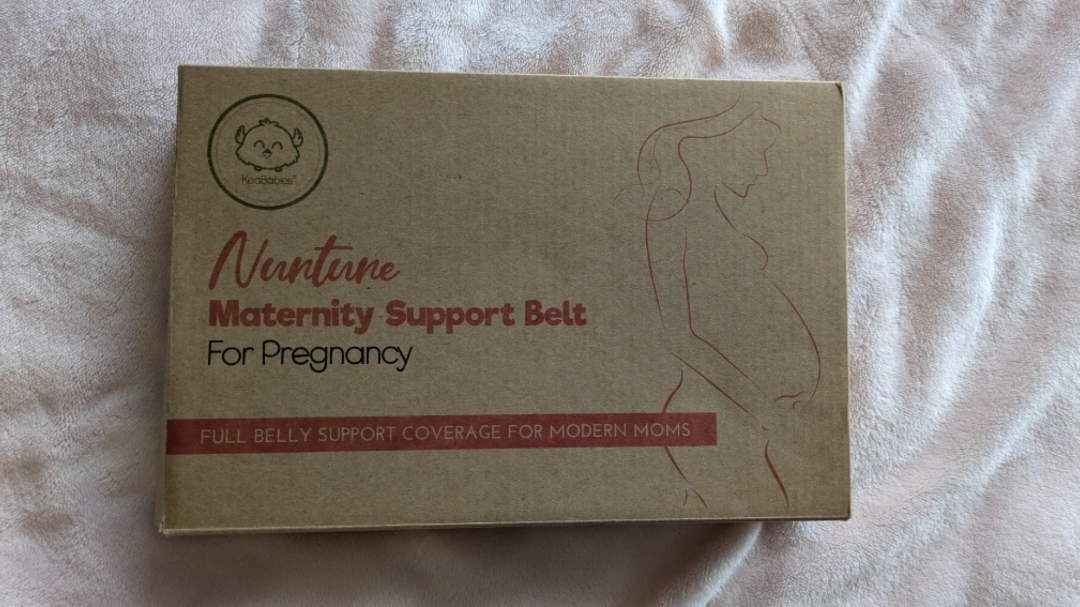 KeaBabies®
Nurture
Maternity Support Belt
For Pregnancy
FULL BELLY SUPPORT COVERAGE FOR MODERN MOMS